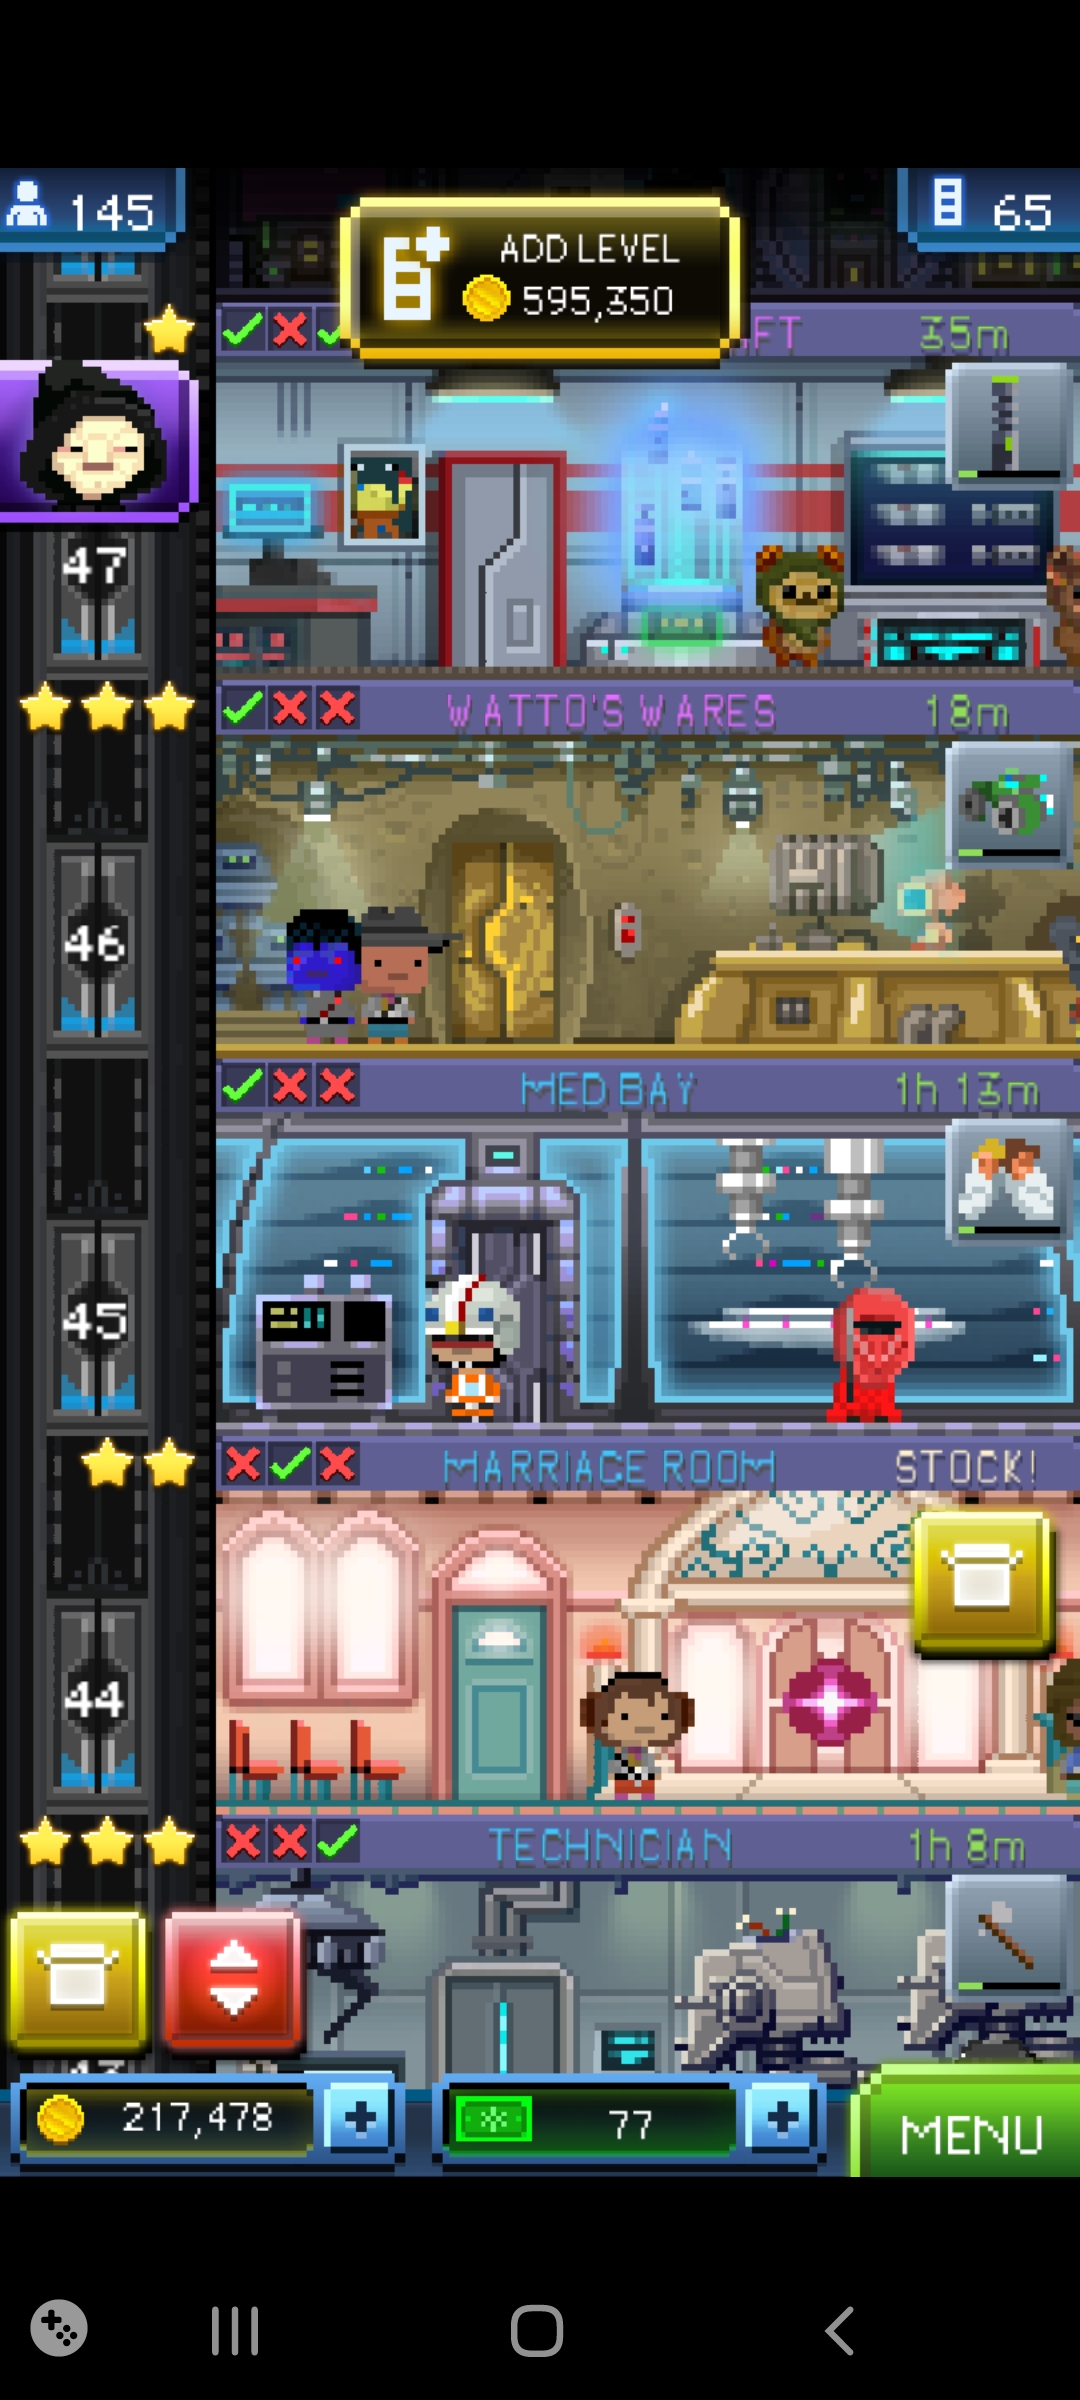 145
65
ADD LEVEL
595,350
FT 35m
47
WATTO'S WARES 18m
46
MED BAY 1h 13m
45
MARRIAGE ROOM STOCK!
44
TECHNICIAN 1h 8m
217,478
77
MENU